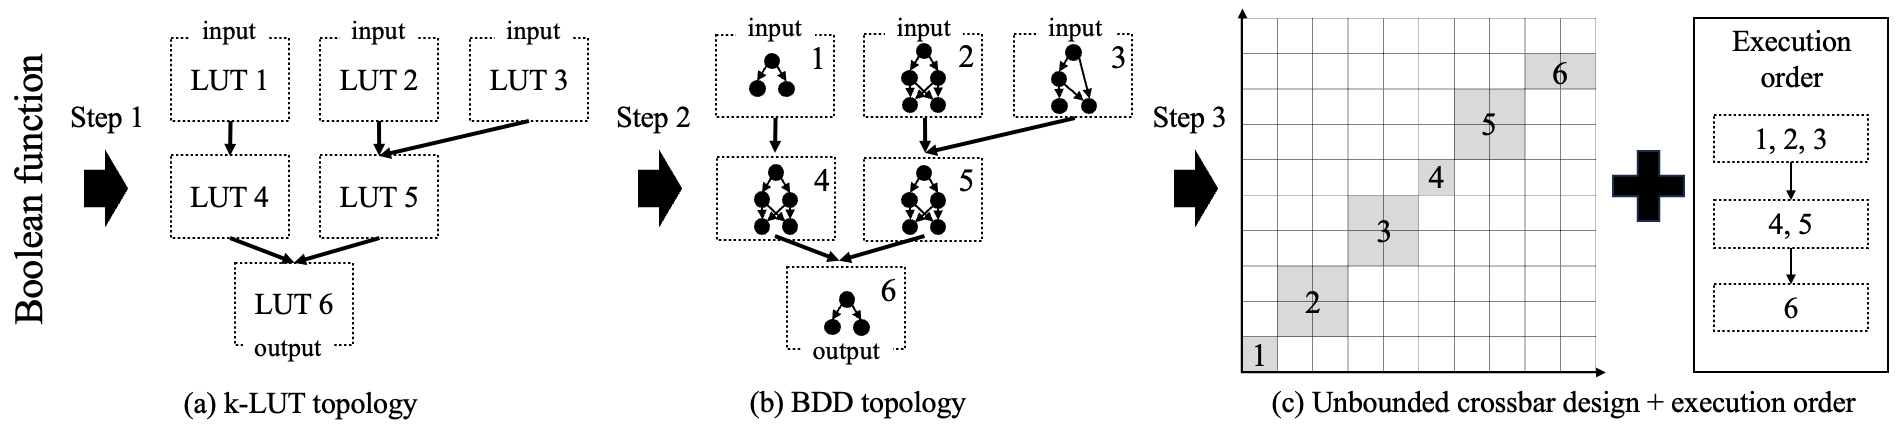 Boolean function
Step 1
input
input
input
LUT 1
LUT 2
LUT 3
LUT 4
LUT 5
LUT 6
output
(a) k-LUT topology
Step 2
input
input
input
1
2
3
4
5
6
output
(b) BDD topology
Step 3
6
5
4
3
2
1
Execution
order
1, 2, 3
4, 5
6
(c) Unbounded crossbar design + execution order